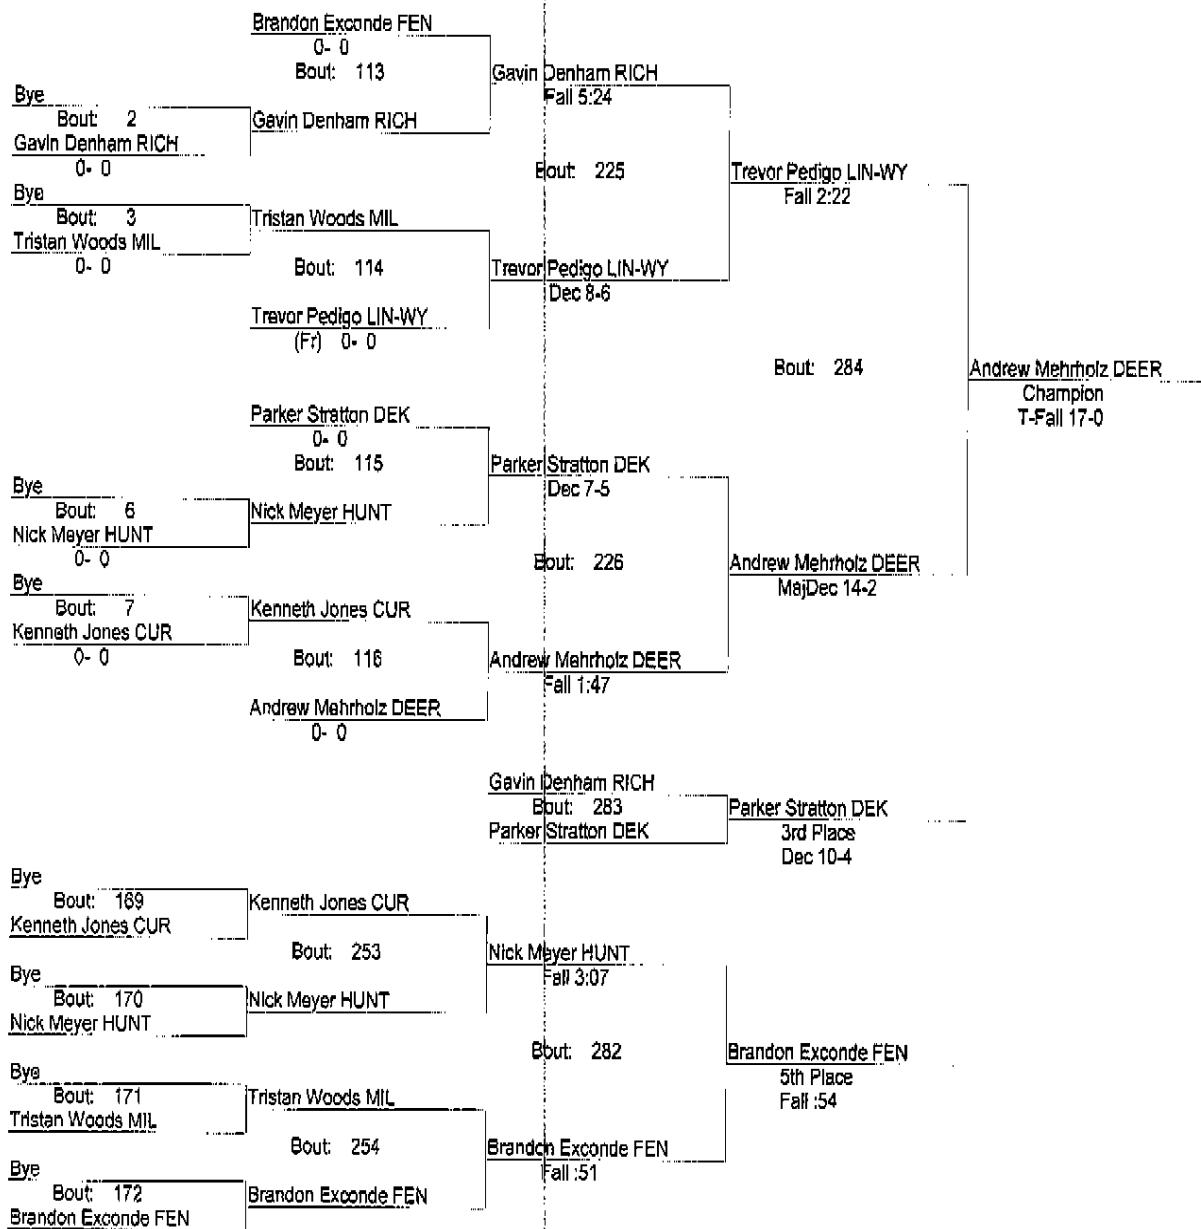 Brandon Exconde FEN
0- 0
Bout: 113
Gavin Denham RICH
Fall 5:24
Bye
Bout: 2
Gavin Denham RICH
Gavin Denham RICH
0- 0
Bout: 225
Trevor Pedigo LIN-WY
Fall 2:22
Bye
Bout: 3
Tristan Woods MIL
Tristan Woods MIL
0- 0
Bout: 114
Trevor Pedigo LIN-WY
Dec 8-6
Trevor Pedigo LIN-WY
(Fr) 0- 0
Bout: 284
Andrew Mehrholz DEER
Champion
T-Fall 17-0
Parker Stratton DEK
0- 0
Bout: 115
Parker Stratton DEK
Dec 7-5
Bye
Bout: 6
Nick Meyer HUNT
Nick Meyer HUNT
0- 0
Bout: 226
Andrew Mehrholz DEER
MajDec 14-2
Bye
Bout: 7
Kenneth Jones CUR
Kenneth Jones CUR
0- 0
Bout: 116
Andrew Mehrholz DEER
Fall 1:47
Andrew Mehrholz DEER
0- 0
Gavin Denham RICH
Bout: 283
Parker Stratton DEK
Parker Stratton DEK
3rd Place
Dec 10-4
Bye
Bout: 169
Kenneth Jones CUR
Kenneth Jones CUR
Bout: 253
Nick Meyer HUNT
Fall 3:07
Bye
Bout: 170
Nick Meyer HUNT
Nick Meyer HUNT
Bout: 282
Brandon Exconde FEN
5th Place
Fall :54
Bye
Bout: 171
Tristan Woods MIL
Tristan Woods MIL
Bout: 254
Brandon Exconde FEN
Fall :51
Bye
Bout: 172
Brandon Exconde FEN
Brandon Exconde FEN